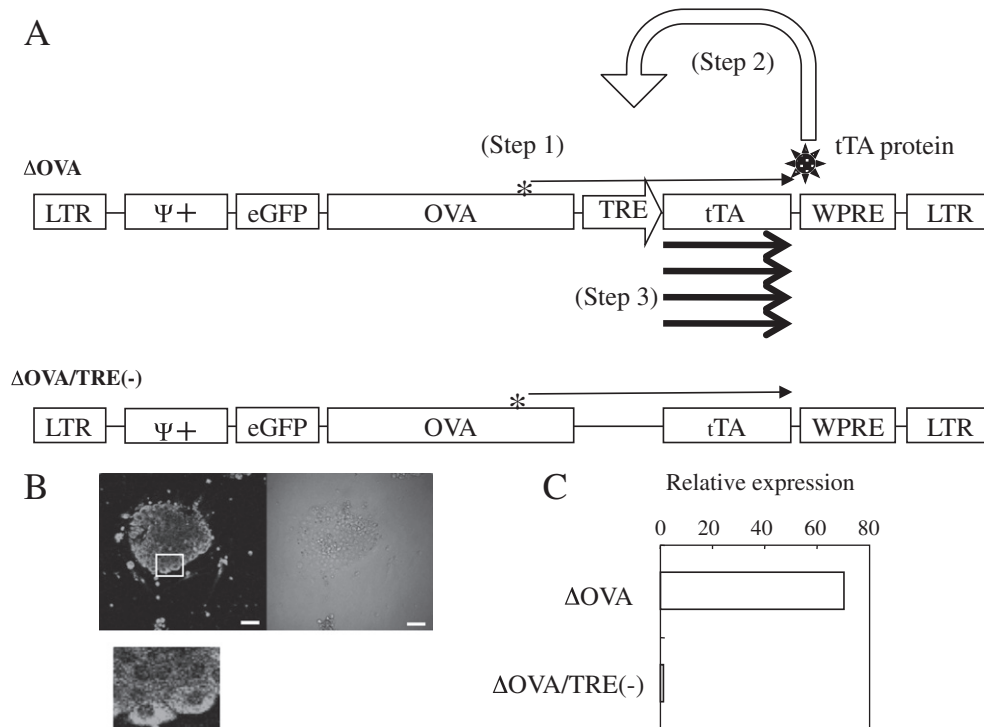 A
(Step 2)
(Step 1)
tTA protein
ΔOVA
*
LTR Ψ+ eGFP OVA TRE tTA WPRE LTR
(Step 3)
ΔOVA/TRE(-)
*
LTR Ψ+ eGFP OVA tTA WPRE LTR
B
C
Relative expression
0 20 40 60 80
ΔOVA
ΔOVA/TRE(-)